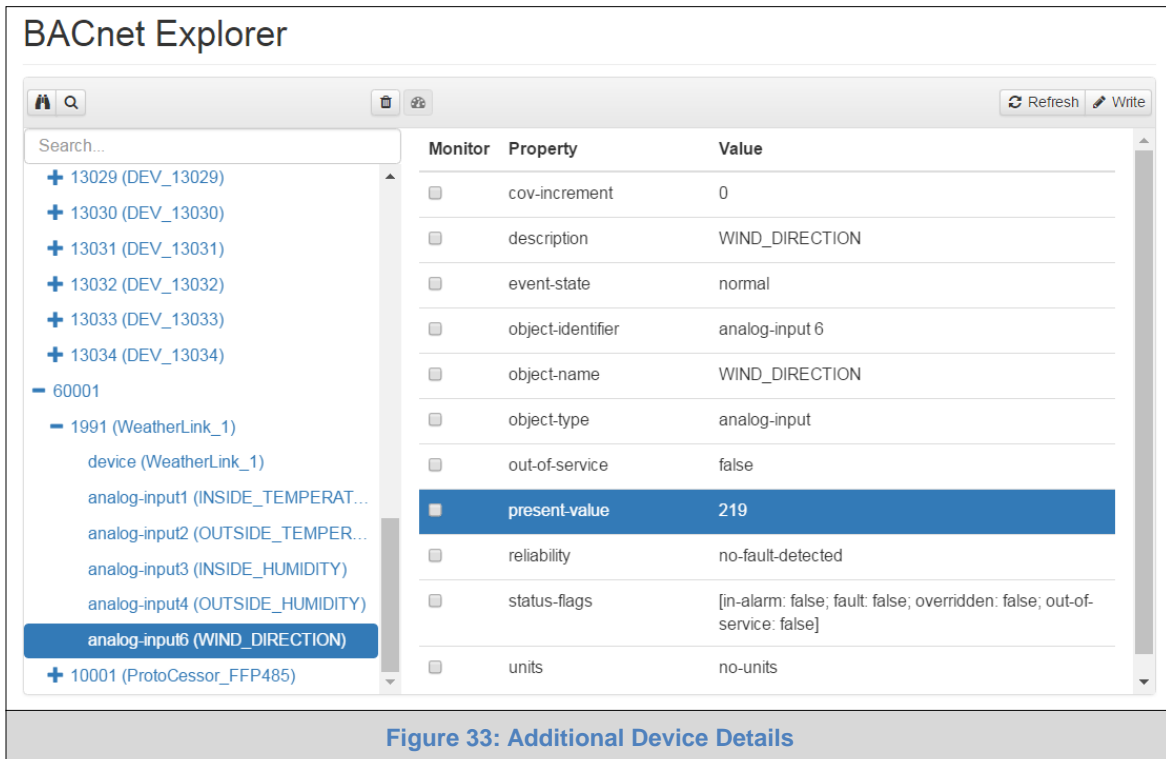 BACnet Explorer
Refresh Write
Search...
13029 (DEV_13029)
13030 (DEV_13030)
13031 (DEV_13031)
13032 (DEV_13032)
13033 (DEV_13033)
13034 (DEV_13034)
60001
1991 (WeatherLink_1)
device (WeatherLink_1)
analog-input1 (INSIDE_TEMPERAT...
analog-input2 (OUTSIDE_TEMPER...
analog-input3 (INSIDE_HUMIDITY)
analog-input4 (OUTSIDE_HUMIDITY)
analog-input6 (WIND_DIRECTION)
10001 (ProtoCessor_FFP485)
Monitor Property Value
cov-increment 0
description WIND_DIRECTION
event-state normal
object-identifier analog-input 6
object-name WIND_DIRECTION
object-type analog-input
out-of-service false
present-value 219
reliability no-fault-detected
status-flags [in-alarm: false; fault: false; overridden: false; out-of-
service: false]
units no-units
Figure 33: Additional Device Details